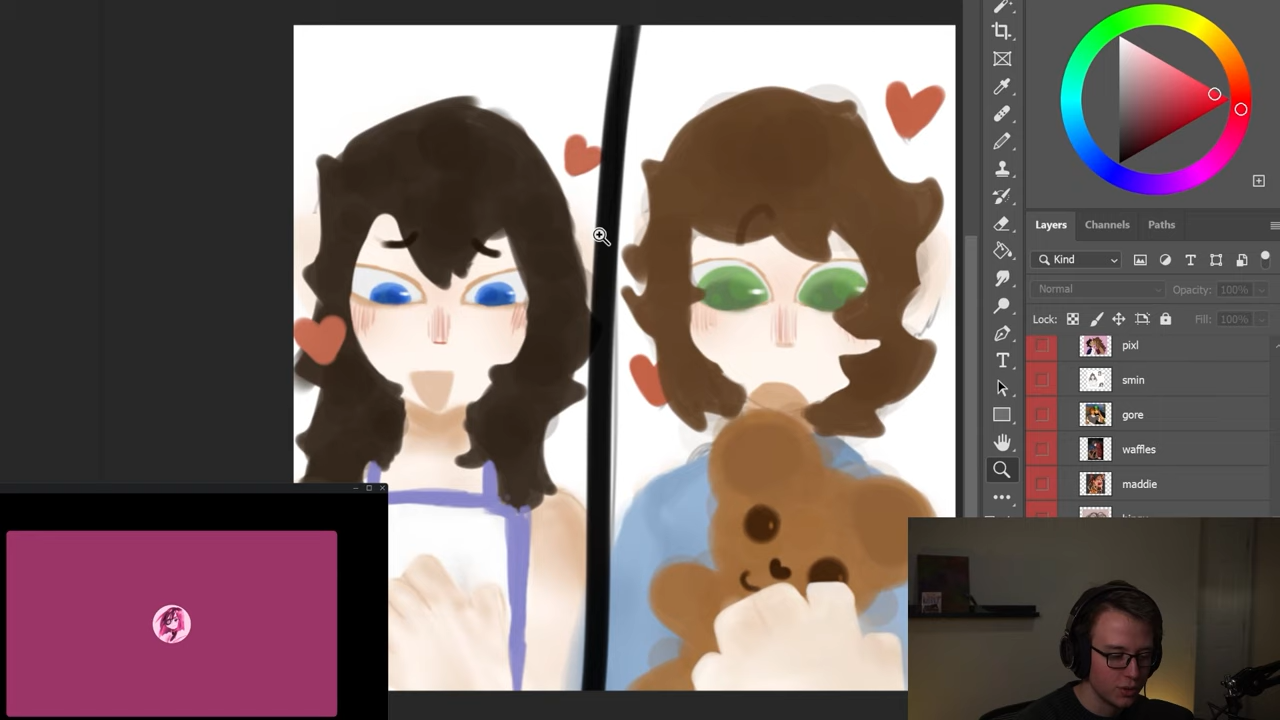 Layers Channels Paths
Kind
Normal Opacity: 100%
Lock: Fill: 100%
pixl
smin
gore
waffles
maddie